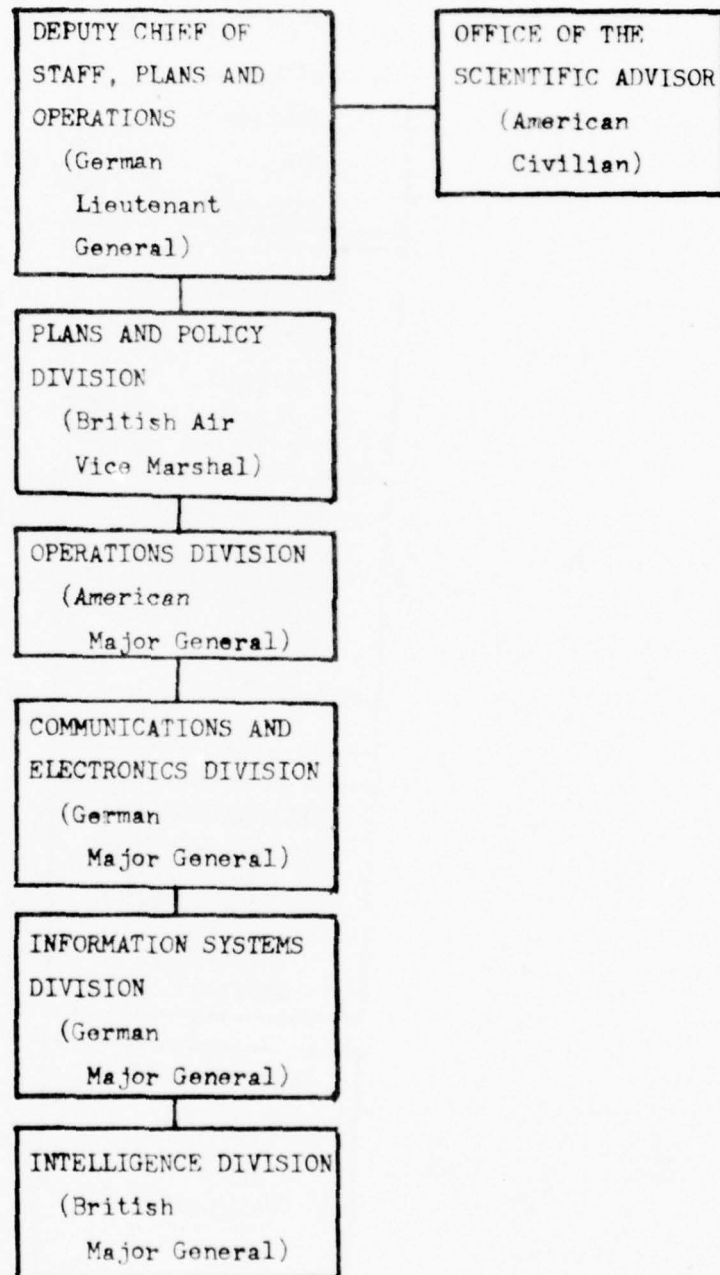 DEPUTY CHIEF OF
STAFF, PLANS AND
OPERATIONS
(German
Lieutenant
General)
OFFICE OF THE
SCIENTIFIC ADVISOR
(American
Civilian)
PLANS AND POLICY
DIVISION
(British Air
Vice Marshal)
OPERATIONS DIVISION
(American
Major General)
COMMUNICATIONS AND
ELECTRONICS DIVISION
(German
Major General)
INFORMATION SYSTEMS
DIVISION
(German
Major General)
INTELLIGENCE DIVISION
(British
Major General)